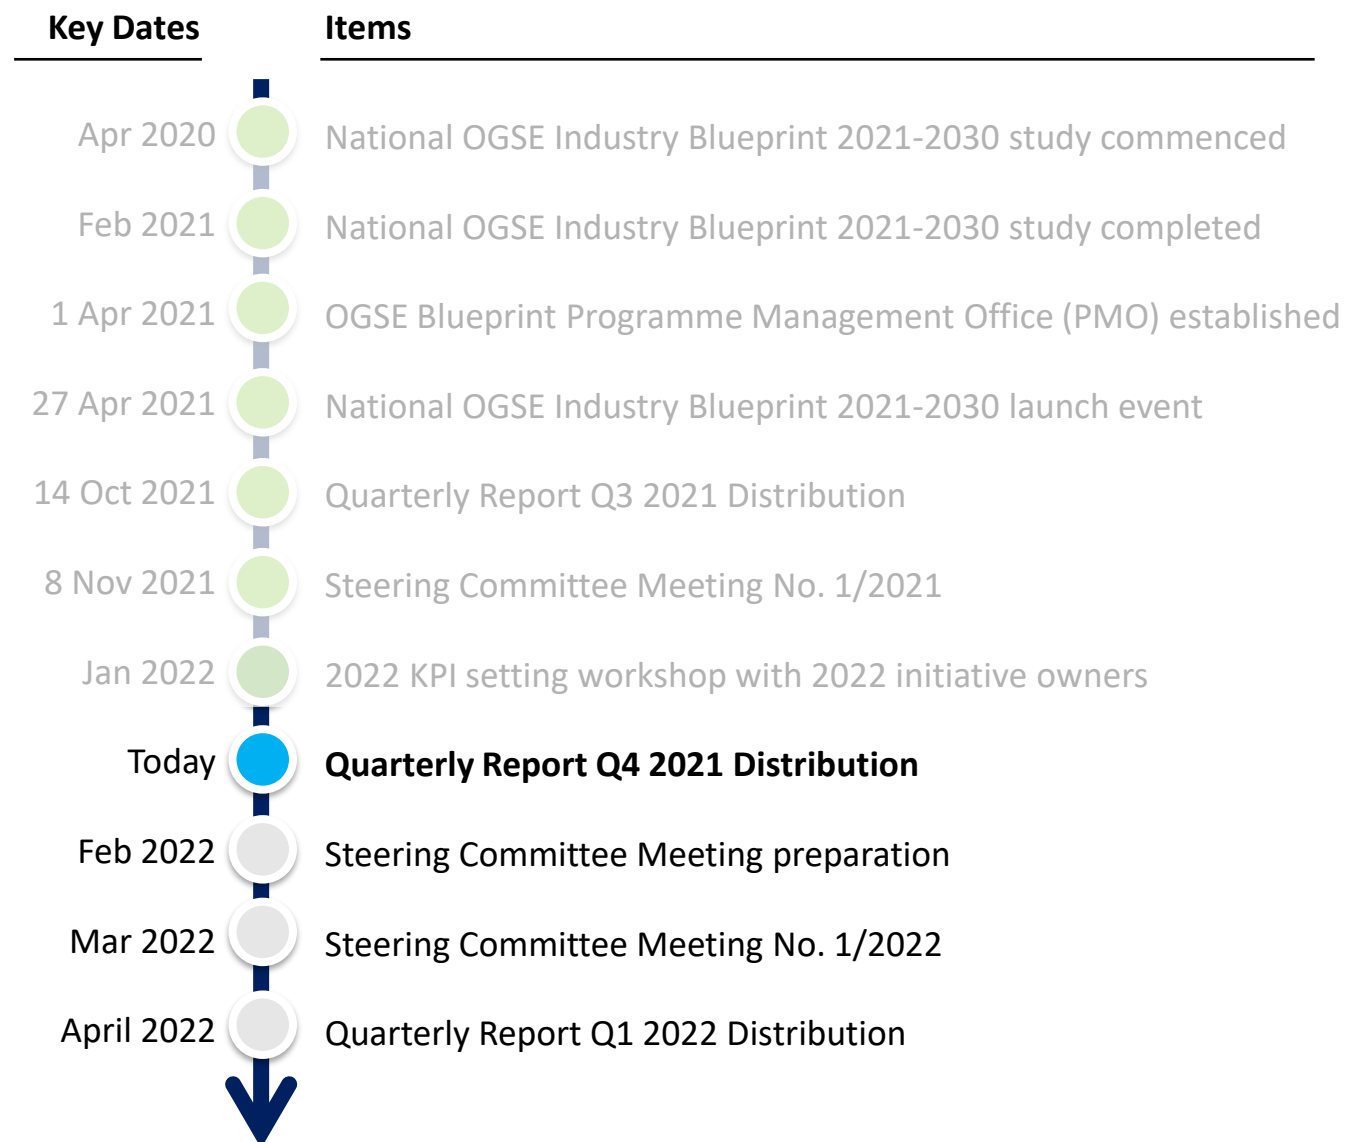 Key Dates Items
Apr 2020 National OGSE Industry Blueprint 2021-2030 study commenced
Feb 2021 National OGSE Industry Blueprint 2021-2030 study completed
1 Apr 2021 OGSE Blueprint Programme Management Office (PMO) established
27 Apr 2021 National OGSE Industry Blueprint 2021-2030 launch event
14 Oct 2021 Quarterly Report Q3 2021 Distribution
8 Nov 2021 Steering Committee Meeting No. 1/2021
Jan 2022 2022 KPI setting workshop with 2022 initiative owners
Today Quarterly Report Q4 2021 Distribution
Feb 2022 Steering Committee Meeting preparation
Mar 2022 Steering Committee Meeting No. 1/2022
April 2022 Quarterly Report Q1 2022 Distribution